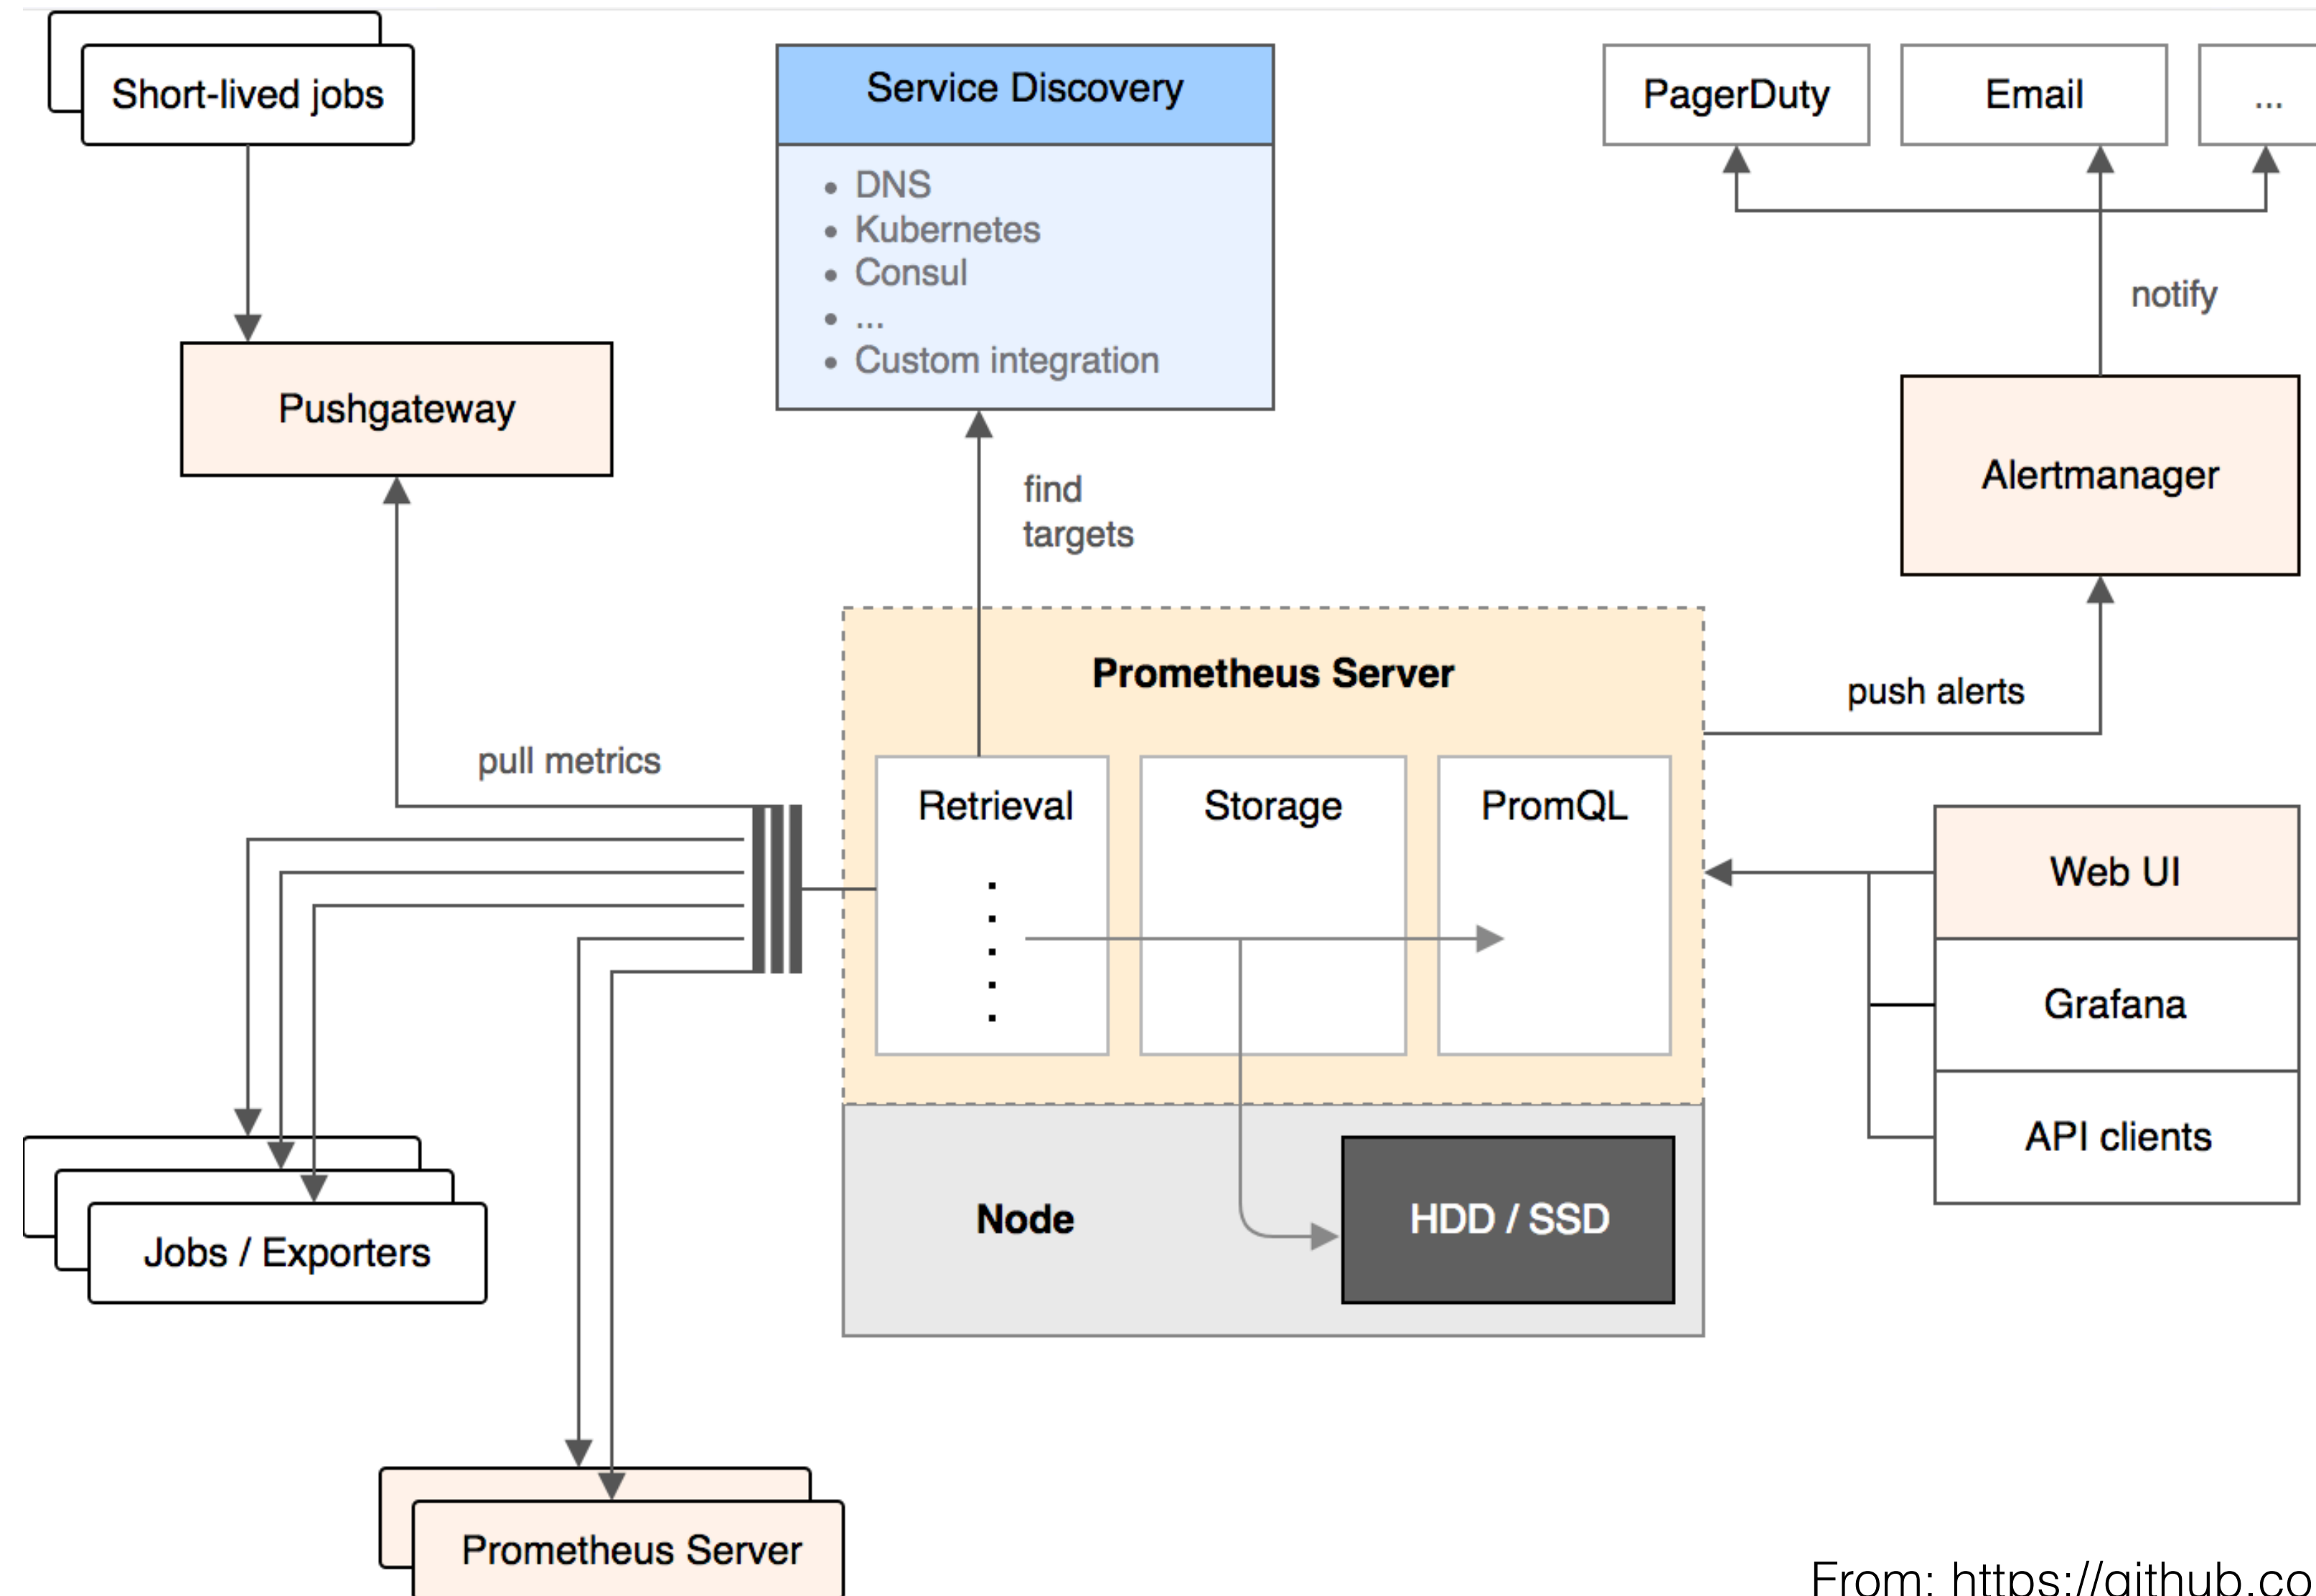 Short-lived jobs
Service Discovery
PagerDuty
Email
...
DNS
Kubernetes
Consul
...
Custom integration
notify
Pushgateway
Alertmanager
find
targets
Prometheus Server
push alerts
pull metrics
Retrieval
Storage
PromQL
Web UI
Grafana
API clients
Node
HDD / SSD
Jobs / Exporters
Prometheus Server
From: https://github.co